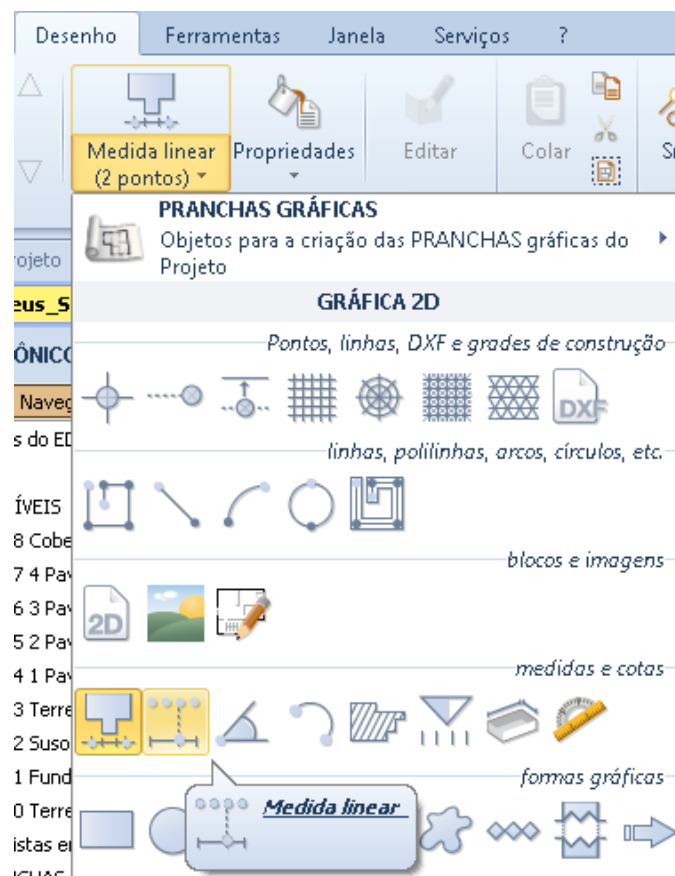 Desenho Ferramentas Janela Serviços ?
Medida linear
(2 pontos)
Propriedades
Editar
Colar
PRANCHAS GRÁFICAS
Objetos para a criação das PRANCHAS gráficas do
Projeto
rojeto
GRÁFICA 2D
eus_S
Pontos, linhas, DXF e grades de construção
ÔNICO
Naveg
DXF
s do ED
linhas, polilinhas, arcos, círculos, etc.
ÍVEIS
8 Cobe
blocos e imagens
7 4 Pav
6 3 Pav
2D
5 2 Pav
4 1 Pav
medidas e cotas
3 Terre
2 Suso
1 Fund
formas gráficas
0 Terre
Medida linear
istas e